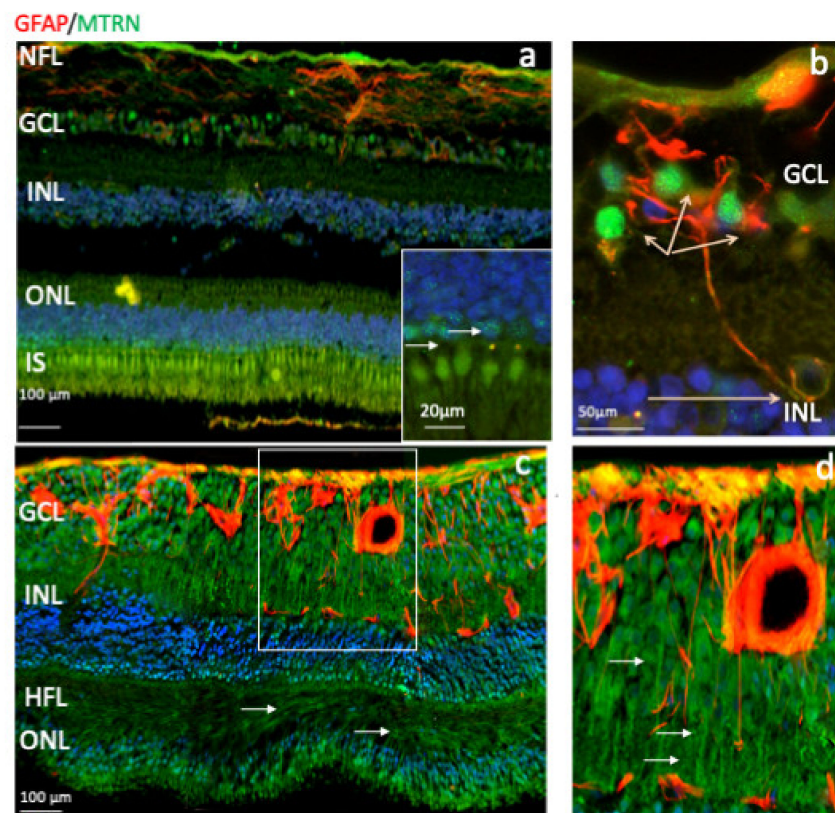 GFAP/MTRN
NFL
a
GCL
INL
ONL
IS
100 µm
20µm
b
GCL
INL
50µm
c
GCL
INL
HFL
ONL
100 µm
d